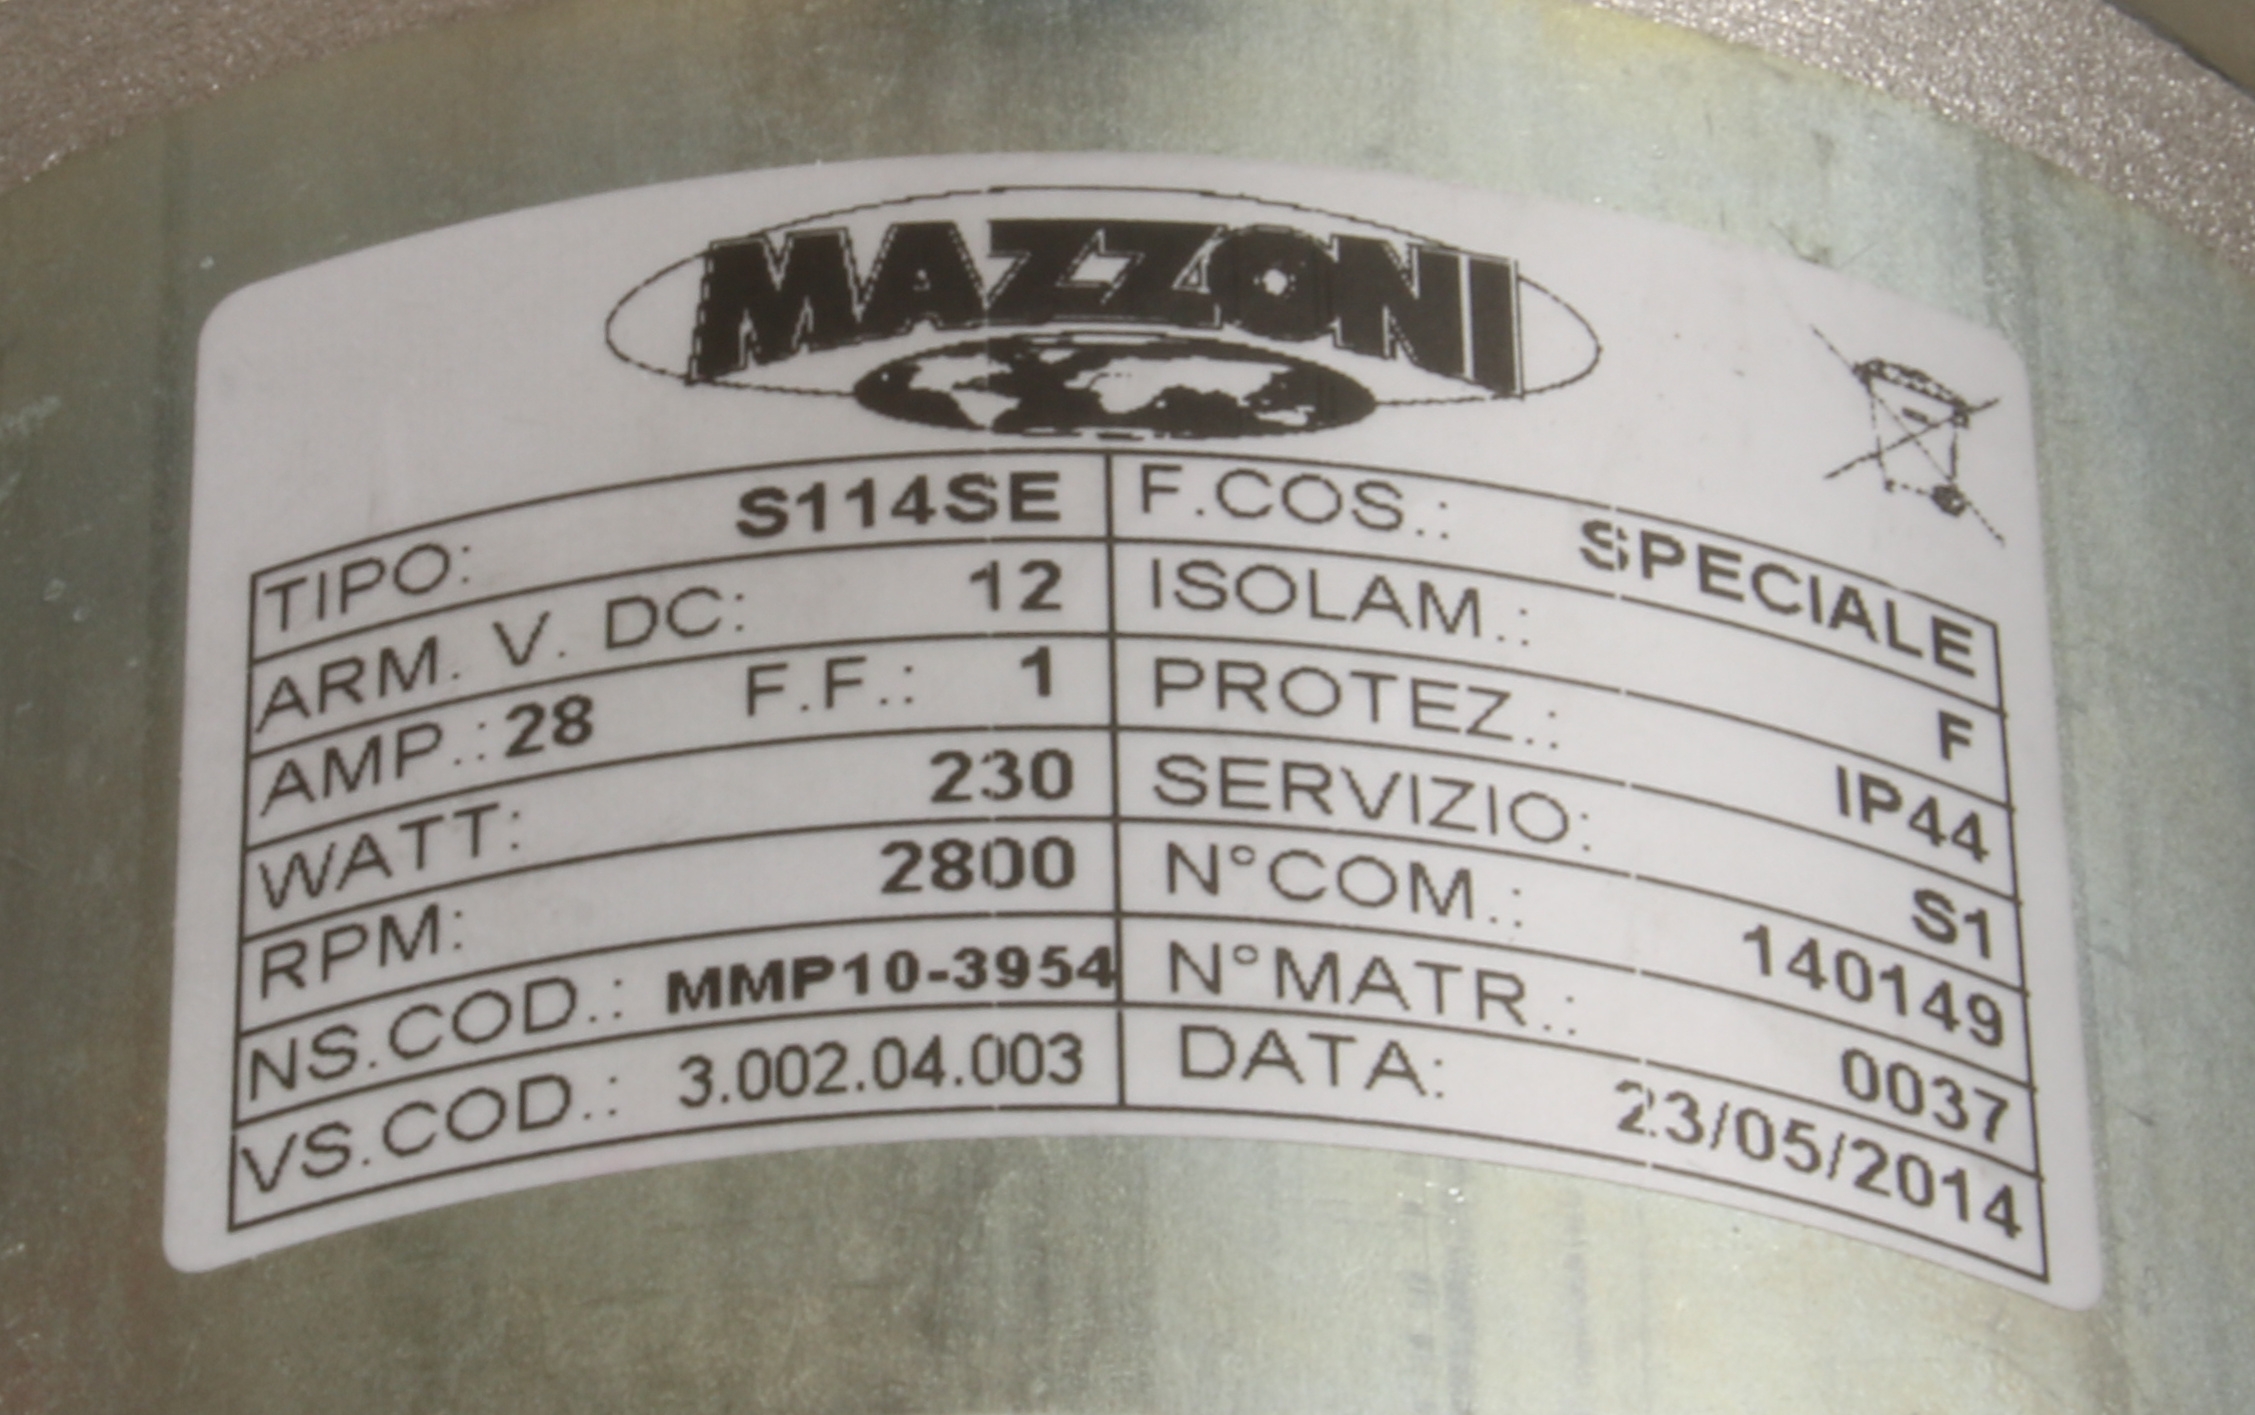 MAZZONI
TIPO: S114SE F.COS.: SPECIALE
ARM. V. DC: 12 ISOLAM.: F
AMP.: 28 F.F.: 1 PROTEZ.: IP44
WATT: 230 SERVIZIO: S1
RPM: 2800 N°COM.: 140149
NS.COD.: MMP10-3954 N°MATR.: 0037
VS.COD.: 3.002.04.003 DATA: 23/05/2014